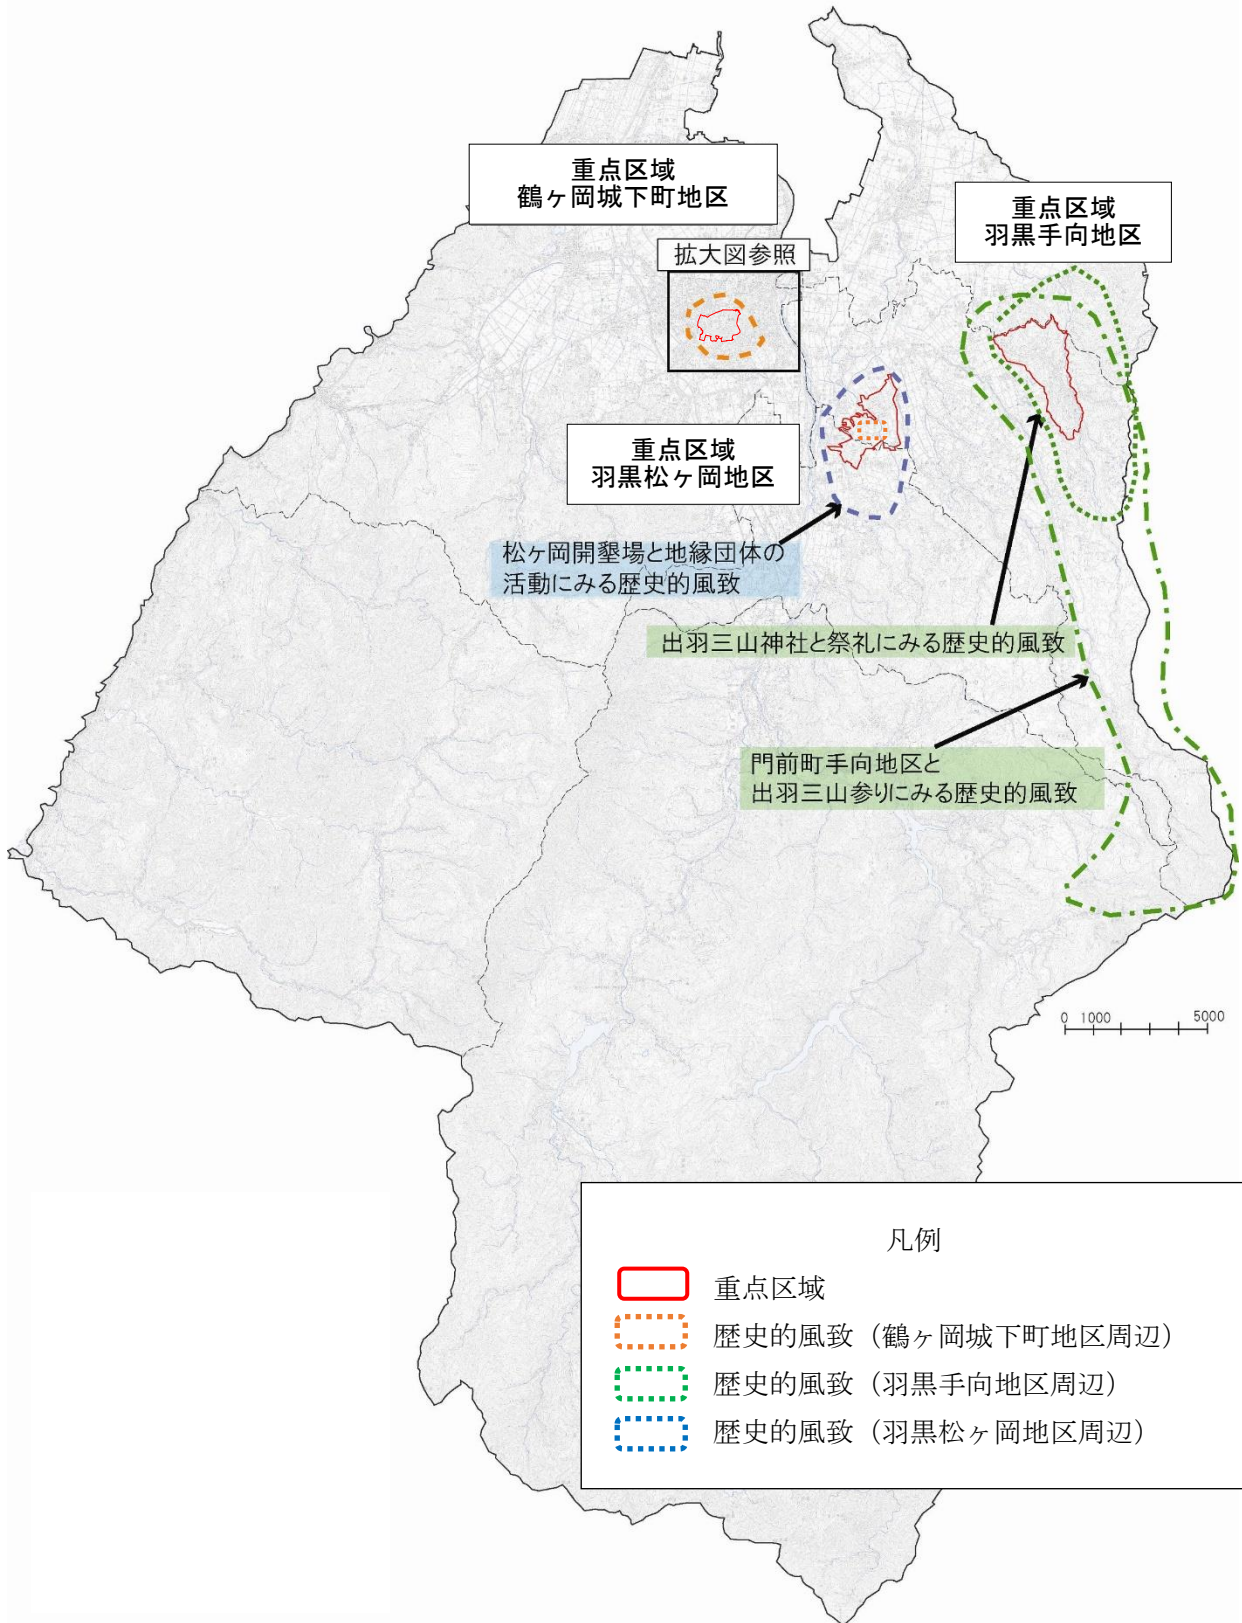 重点区域
鶴ヶ岡城下町地区
重点区域
羽黒手向地区
拡大図参照
重点区域
羽黒松ヶ岡地区
松ヶ岡開墾場と地縁団体の
活動にみる歴史的風致
出羽三山神社と祭礼にみる歴史的風致
門前町手向地区と
出羽三山参りにみる歴史的風致
0 1000 5000
凡例
重点区域
歴史的風致（鶴ヶ岡城下町地区周辺）
歴史的風致（羽黒手向地区周辺）
歴史的風致（羽黒松ヶ岡地区周辺）